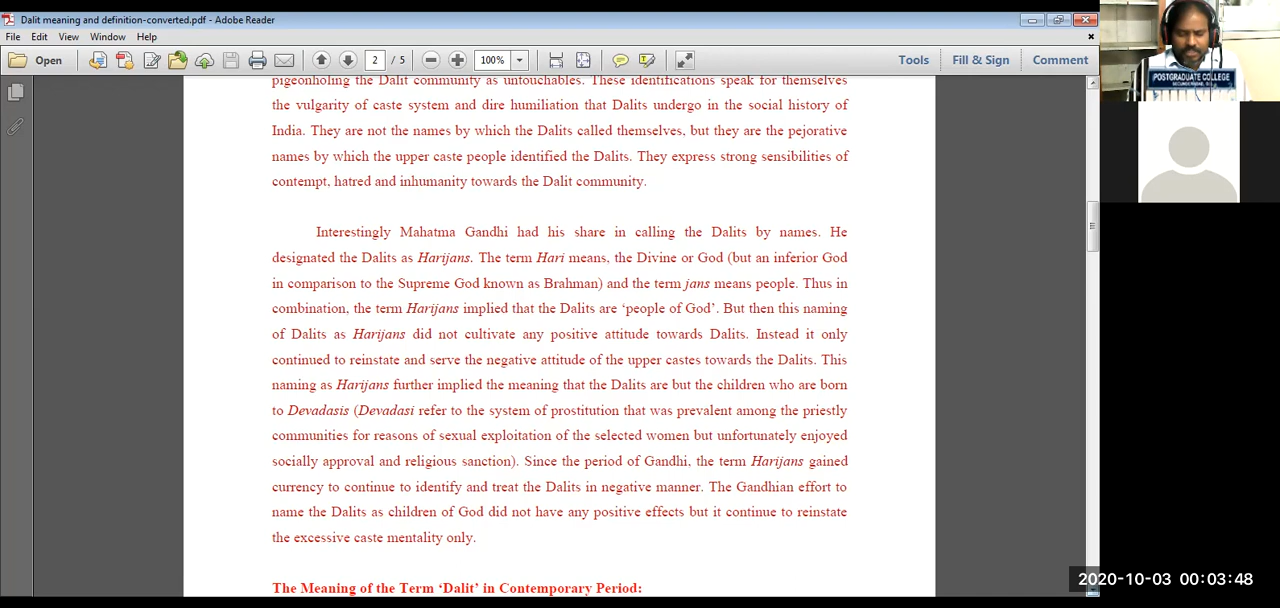 Dalit meaning and definition-converted.pdf - Adobe Reader
File Edit View Window Help
Open 2 / 5 100% Tools Fill & Sign Comment
pigeonholing the Dalit community as untouchables. These identifications speak for themselves
the vulgarity of caste system and dire humiliation that Dalits undergo in the social history of
India. They are not the names by which the Dalits called themselves, but they are the pejorative
names by which the upper caste people identified the Dalits. They express strong sensibilities of
contempt, hatred and inhumanity towards the Dalit community.
Interestingly Mahatma Gandhi had his share in calling the Dalits by names. He
designated the Dalits as Harijans. The term Hari means, the Divine or God (but an inferior God
in comparison to the Supreme God known as Brahman) and the term jans means people. Thus in
combination, the term Harijans implied that the Dalits are ‘people of God’. But then this naming
of Dalits as Harijans did not cultivate any positive attitude towards Dalits. Instead it only
continued to reinstate and serve the negative attitude of the upper castes towards the Dalits. This
naming as Harijans further implied the meaning that the Dalits are but the children who are born
to Devadasis (Devadasi refer to the system of prostitution that was prevalent among the priestly
communities for reasons of sexual exploitation of the selected women but unfortunately enjoyed
socially approval and religious sanction). Since the period of Gandhi, the term Harijans gained
currency to continue to identify and treat the Dalits in negative manner. The Gandhian effort to
name the Dalits as children of God did not have any positive effects but it continue to reinstate
the excessive caste mentality only.
The Meaning of the Term ‘Dalit’ in Contemporary Period:
POSTGRADUATE COLLEGE
2020-10-03 00:03:48